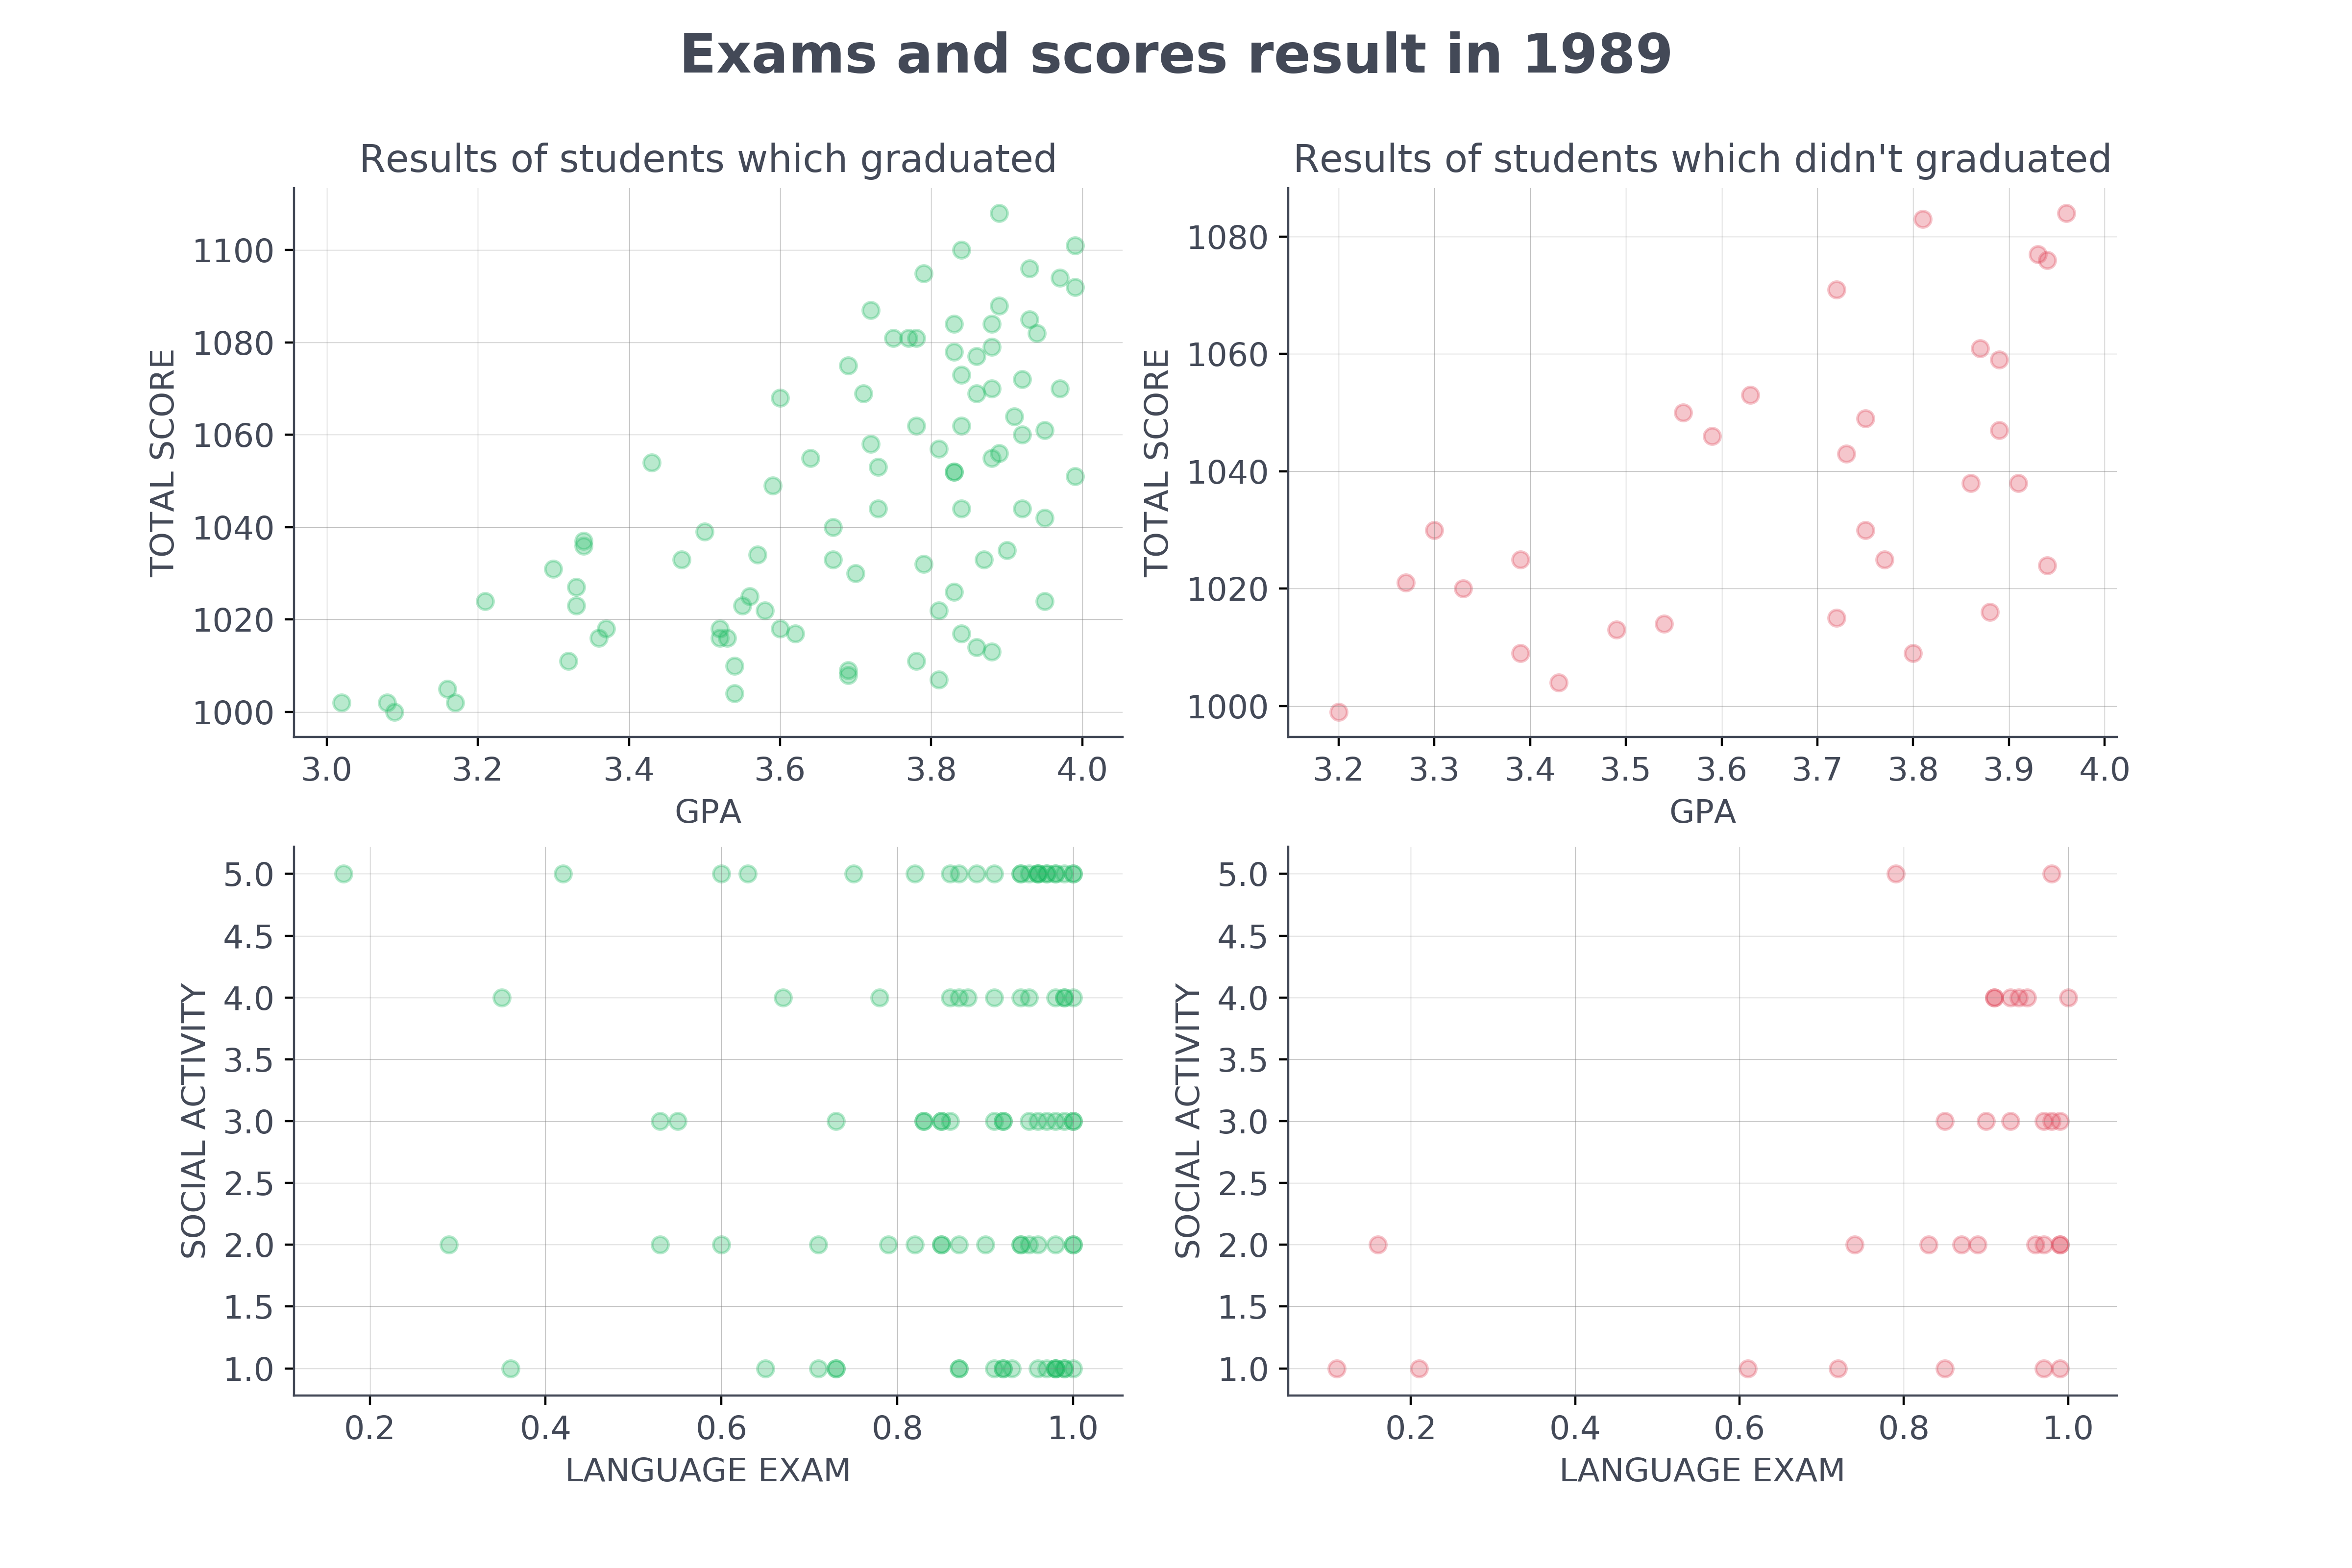 Exams and scores result in 1989
Results of students which graduated
TOTAL SCORE
1100
1080
1060
1040
1020
1000
3.0 3.2 3.4 3.6 3.8 4.0
GPA
Results of students which didn't graduated
TOTAL SCORE
1080
1060
1040
1020
1000
3.2 3.3 3.4 3.5 3.6 3.7 3.8 3.9 4.0
GPA
SOCIAL ACTIVITY
5.0
4.5
4.0
3.5
3.0
2.5
2.0
1.5
1.0
0.2 0.4 0.6 0.8 1.0
LANGUAGE EXAM
SOCIAL ACTIVITY
5.0
4.5
4.0
3.5
3.0
2.5
2.0
1.5
1.0
0.2 0.4 0.6 0.8 1.0
LANGUAGE EXAM